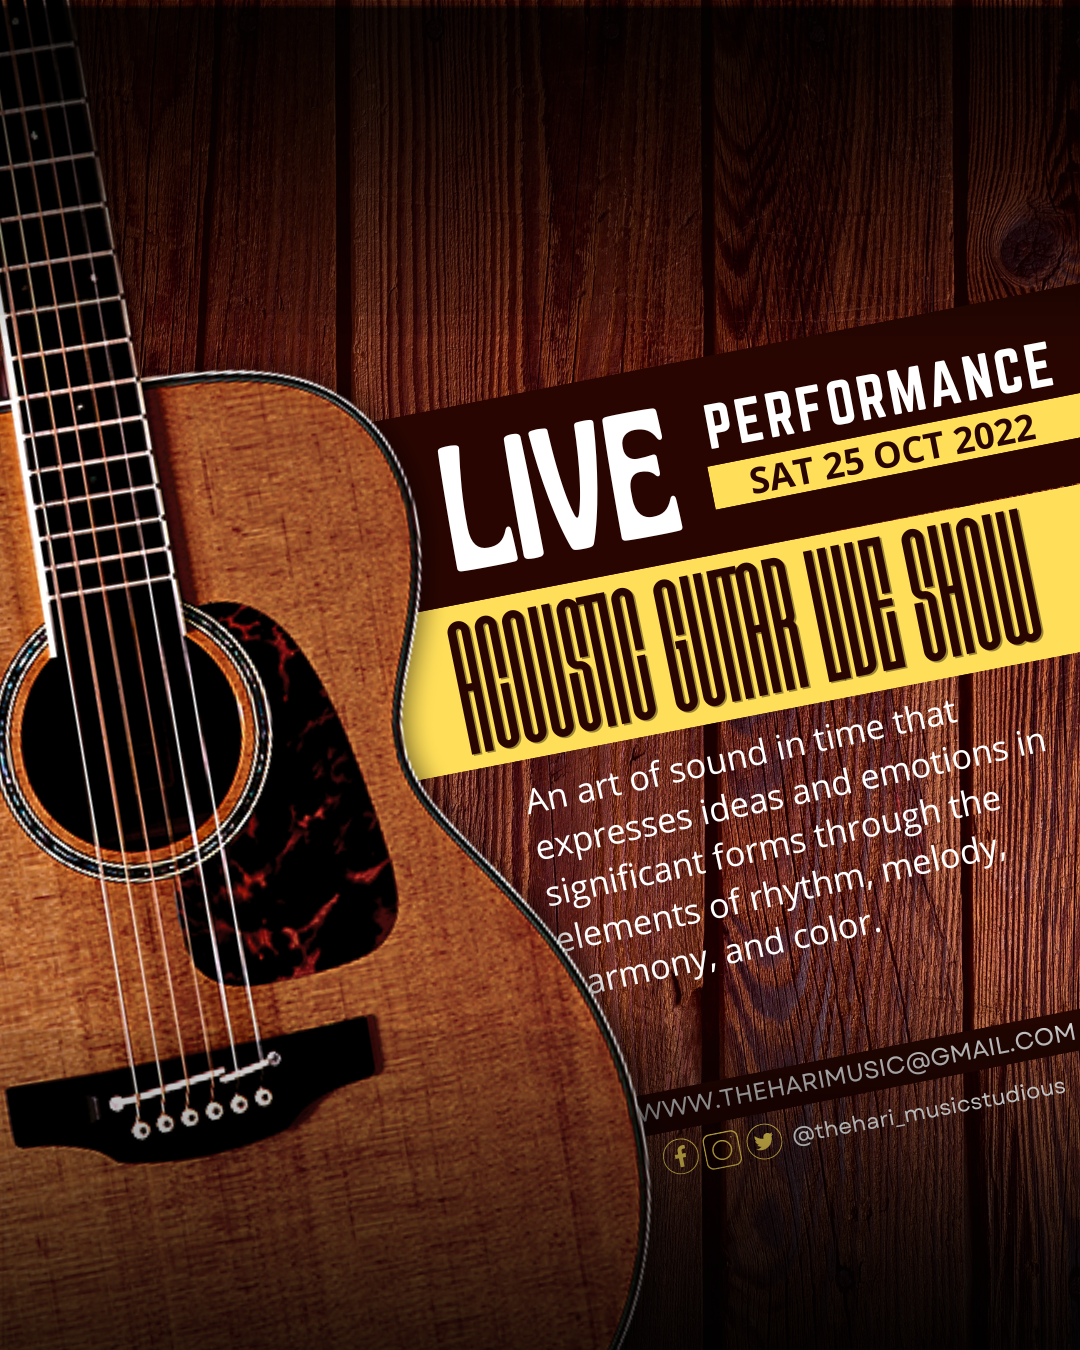 LIVE
PERFORMANCE
SAT 25 OCT 2022
ACOUSTIC GUITAR LIVE SHOW
An art of sound in time that
expresses ideas and emotions in
significant forms through the
elements of rhythm, melody,
armony, and color.
WWW.THEHARIMUSIC@GMAIL.COM
@thehari_musicstudious